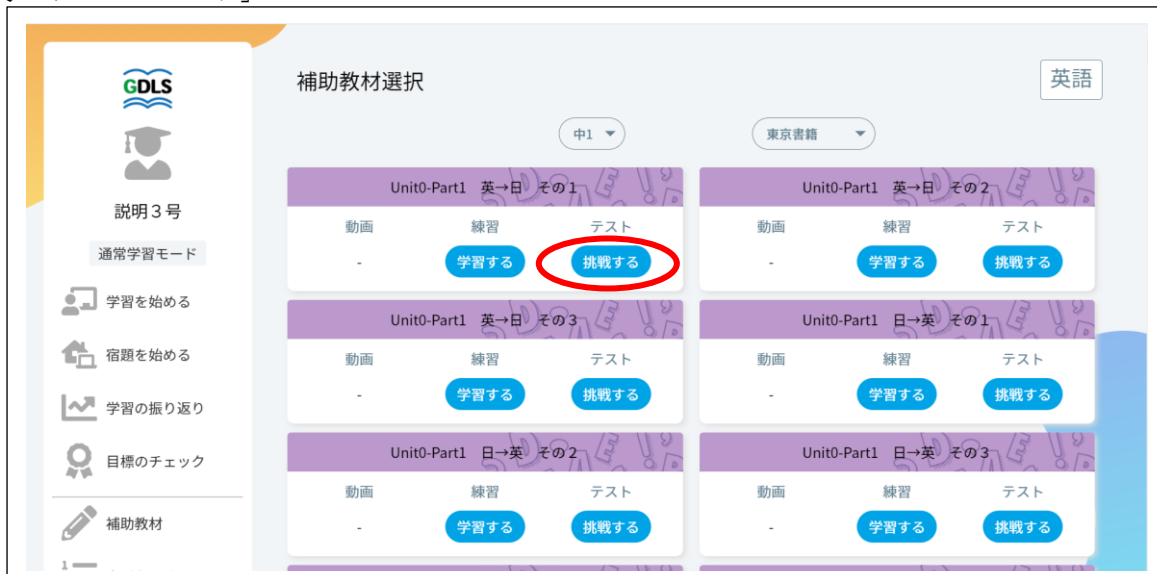 GDLS
補助教材選択
英語
中1
東京書籍
説明3号
通常学習モード
学習を始める
宿題を始める
学習の振り返り
目標のチェック
補助教材
Unit0-Part1 英→日 その1
動画 練習 テスト
- 学習する 挑戦する
Unit0-Part1 英→日 その2
動画 練習 テスト
- 学習する 挑戦する
Unit0-Part1 英→日 その3
動画 練習 テスト
- 学習する 挑戦する
Unit0-Part1 日→英 その1
動画 練習 テスト
- 学習する 挑戦する
Unit0-Part1 日→英 その2
動画 練習 テスト
- 学習する 挑戦する
Unit0-Part1 日→英 その3
動画 練習 テスト
- 学習する 挑戦する